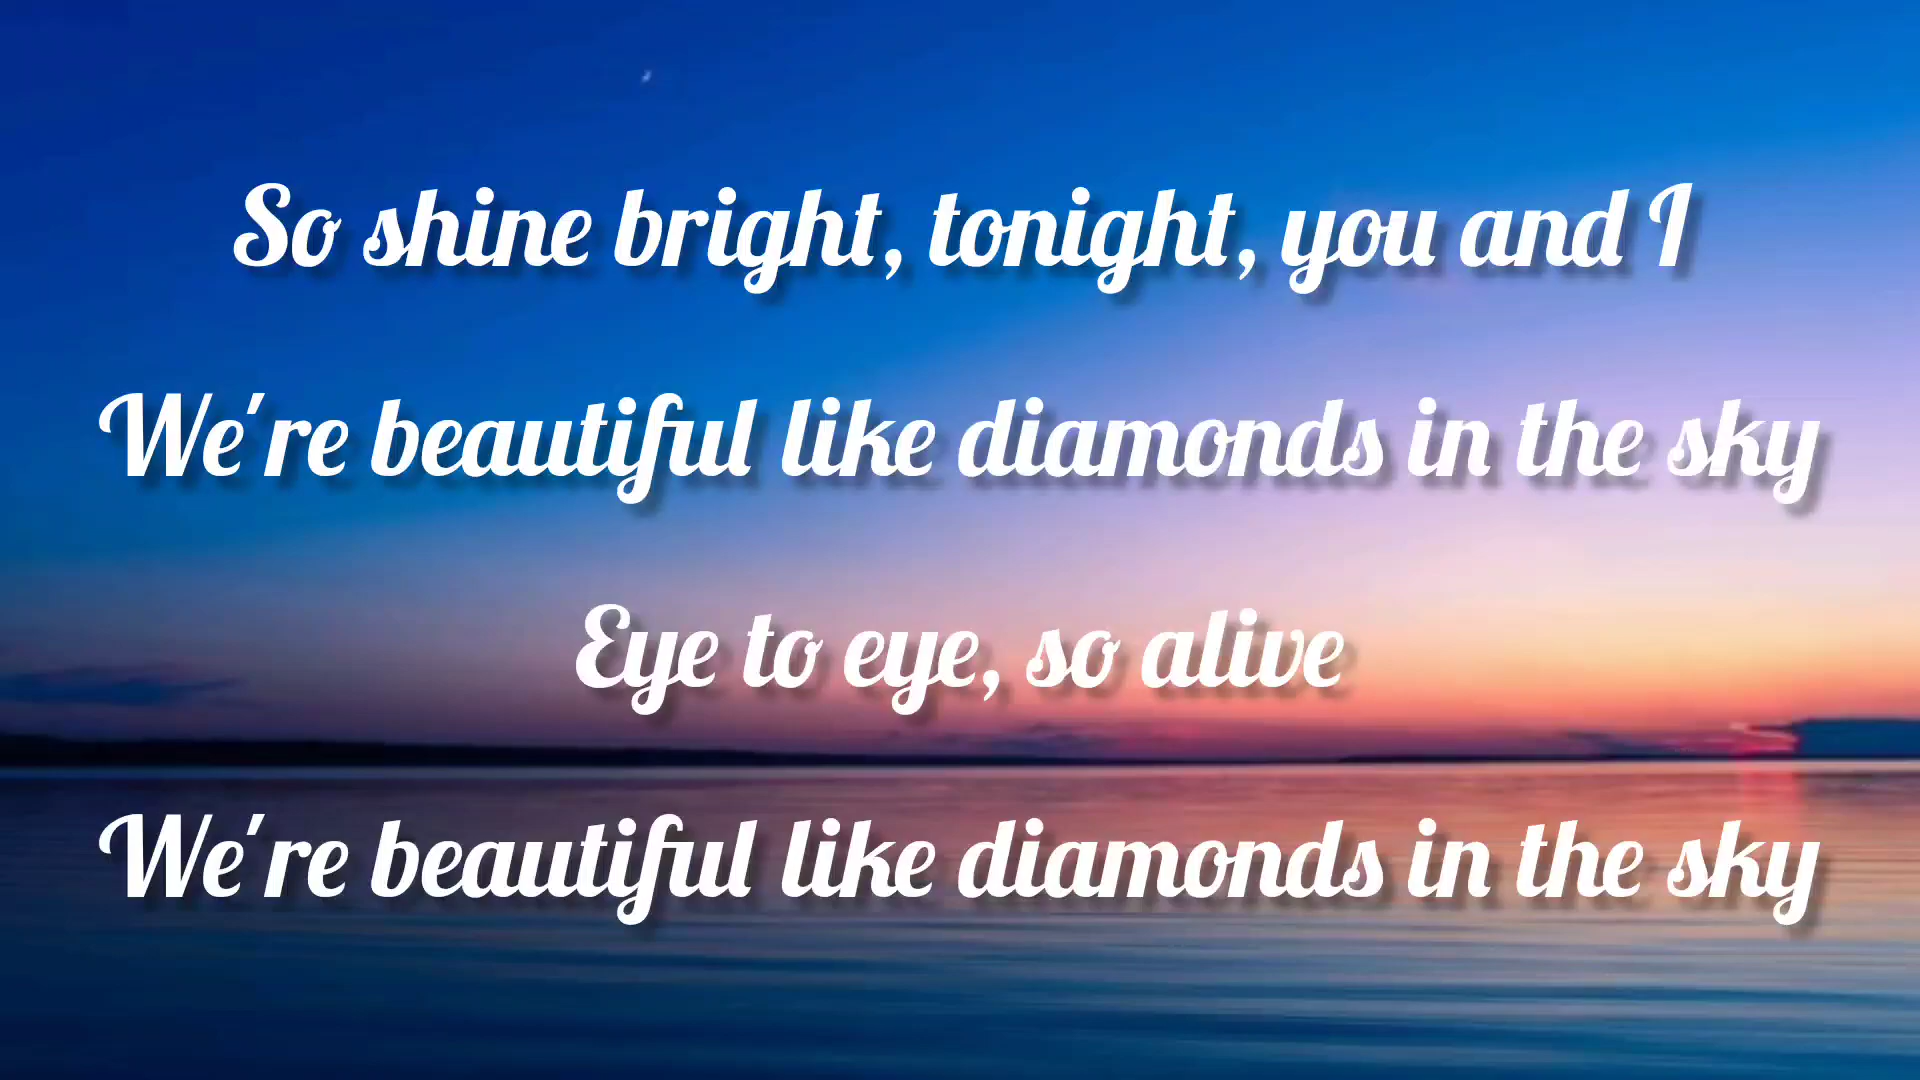 So shine bright, tonight, you and I
We're beautiful like diamonds in the sky
Eye to eye, so alive
We're beautiful like diamonds in the sky